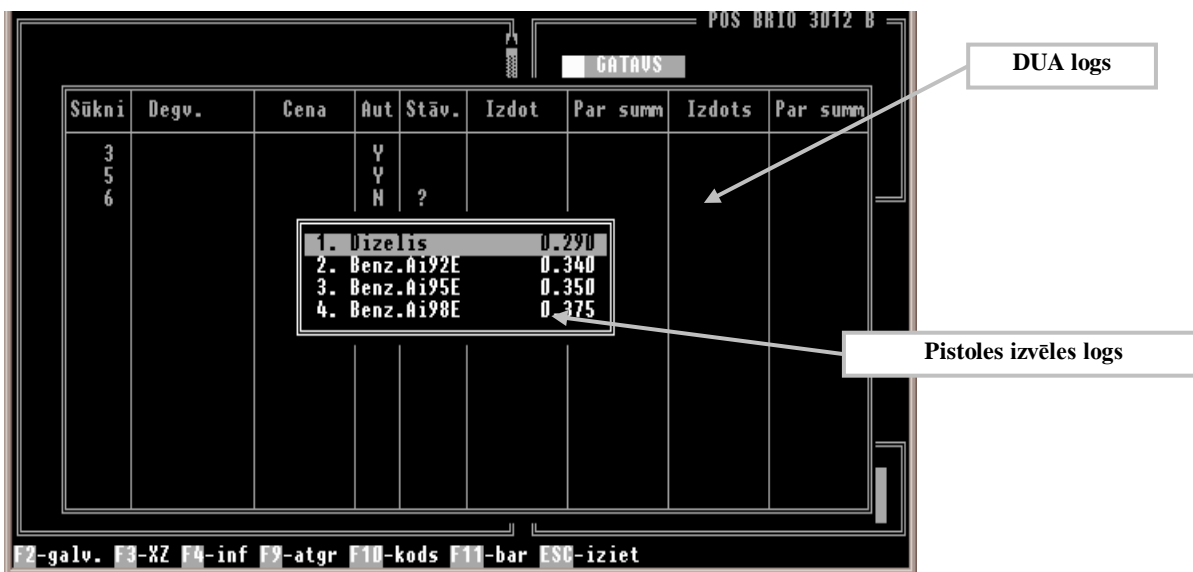 POS BRIO 3012 B
GATAVS
DUA logs
Sūkni Degv. Cena Aut Stāv. Izdot Par summ Izdots Par summ
3 Y
5 Y
6 N ?
1. Dizelis 0.290
2. Benz.Ai92E 0.340
3. Benz.Ai95E 0.350
4. Benz.Ai98E 0.375
Pistoles izvēles logs
F2-galv. F3-XZ F4-inf F9-atgr F10-kods F11-bar ESC-iziet